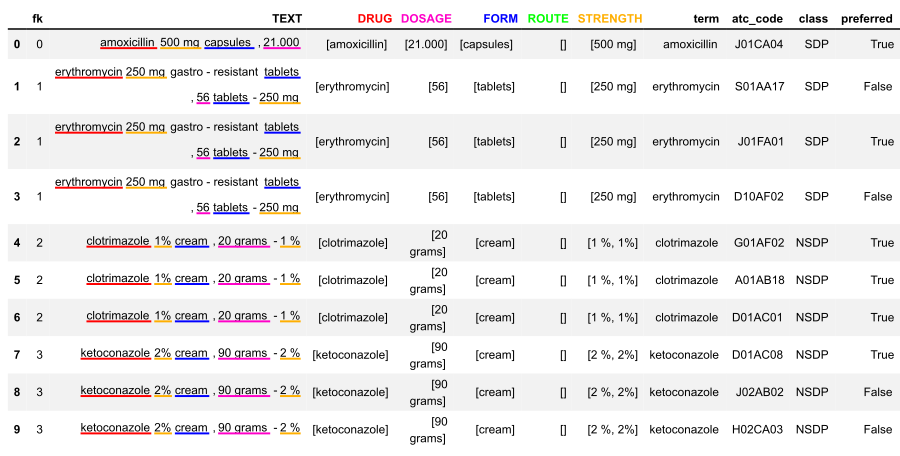 fk TEXT DRUG DOSAGE FORM ROUTE STRENGTH term atc_code class preferred
0 0 amoxicillin 500 mg capsules , 21.000 [amoxicillin] [21.000] [capsules] [] [500 mg] amoxicillin J01CA04 SDP True
erythromycin 250 mg gastro - resistant tablets
1 1 [erythromycin] [56] [tablets] [] [250 mg] erythromycin S01AA17 SDP False
, 56 tablets - 250 mg
erythromycin 250 mg gastro - resistant tablets
2 1 [erythromycin] [56] [tablets] [] [250 mg] erythromycin J01FA01 SDP True
, 56 tablets - 250 mg
erythromycin 250 mg gastro - resistant tablets
3 1 [erythromycin] [56] [tablets] [] [250 mg] erythromycin D10AF02 SDP False
, 56 tablets - 250 mg
4 2 clotrimazole 1% cream , 20 grams - 1 % [clotrimazole] [20 grams] [cream] [] [1 %, 1%] clotrimazole G01AF02 NSDP True
5 2 clotrimazole 1% cream , 20 grams - 1 % [clotrimazole] [20 grams] [cream] [] [1 %, 1%] clotrimazole A01AB18 NSDP True
6 2 clotrimazole 1% cream , 20 grams - 1 % [clotrimazole] [20 grams] [cream] [] [1 %, 1%] clotrimazole D01AC01 NSDP True
7 3 ketoconazole 2% cream , 90 grams - 2 % [ketoconazole] [90 grams] [cream] [] [2 %, 2%] ketoconazole D01AC08 NSDP True
8 3 ketoconazole 2% cream , 90 grams - 2 % [ketoconazole] [90 grams] [cream] [] [2 %, 2%] ketoconazole J02AB02 NSDP False
9 3 ketoconazole 2% cream , 90 grams - 2 % [ketoconazole] [90 grams] [cream] [] [2 %, 2%] ketoconazole H02CA03 NSDP False